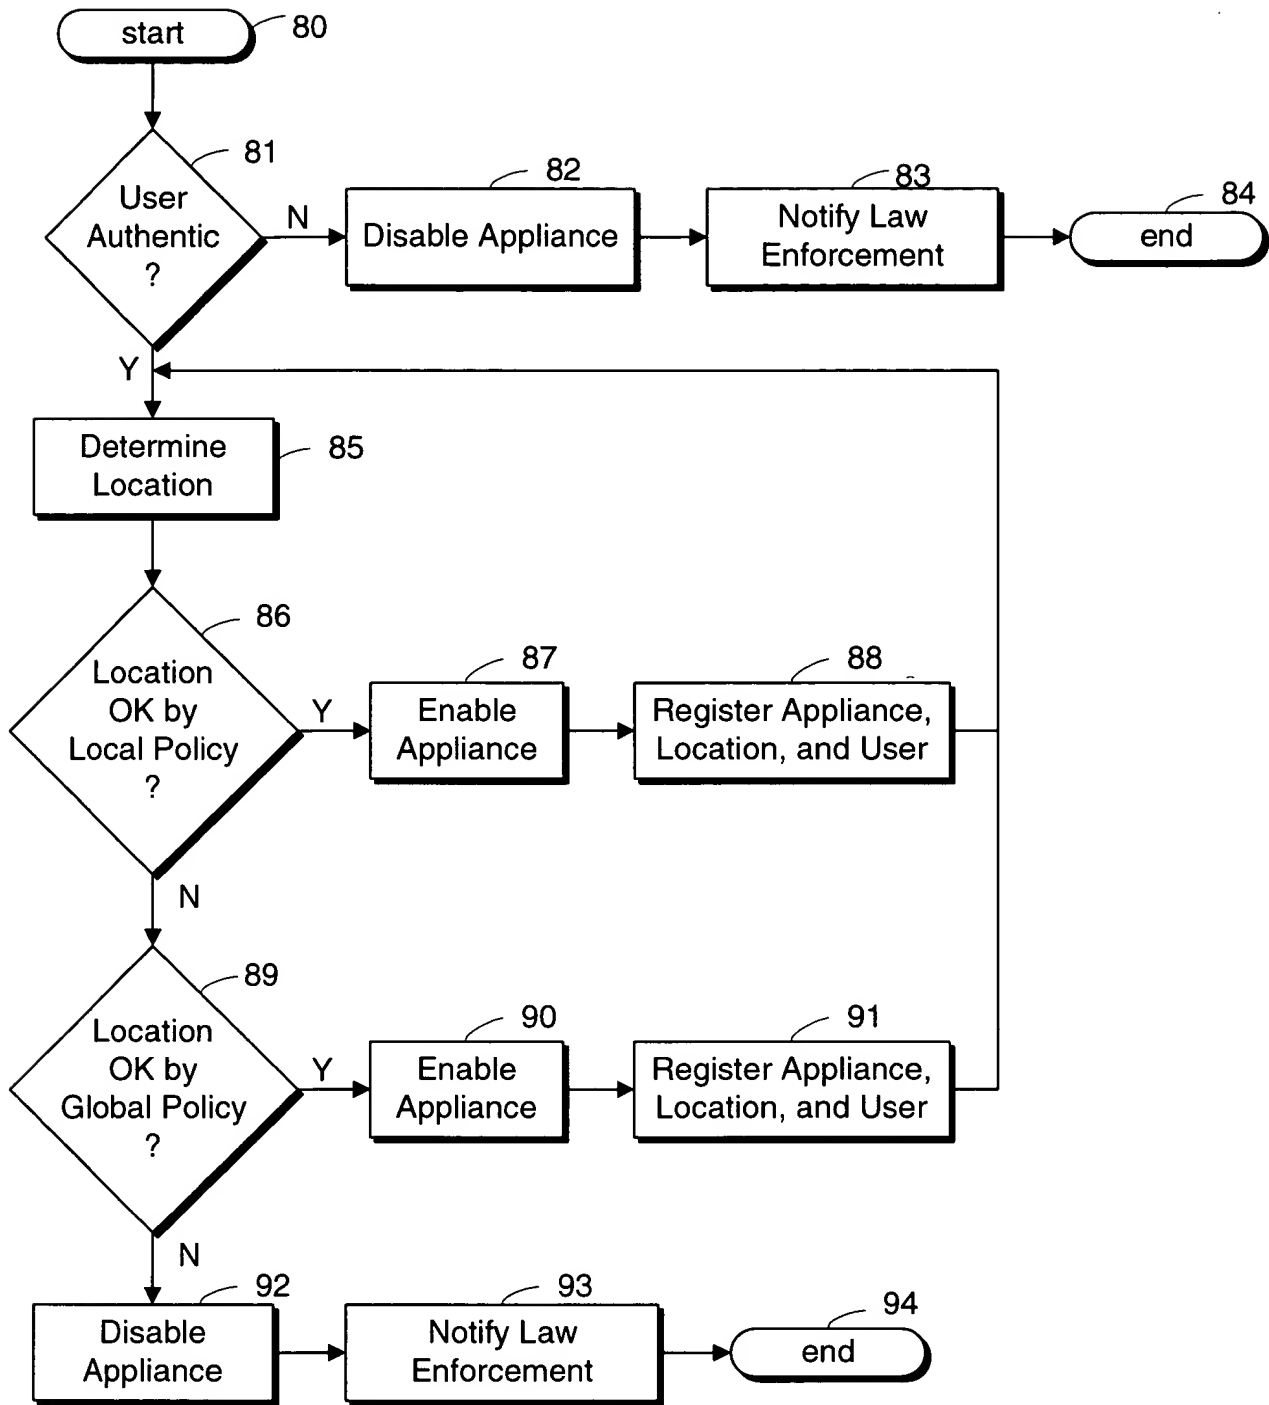 start
80
81
User
Authentic
?
N
82
Disable Appliance
83
Notify Law
Enforcement
84
end
Y
Determine
Location
85
86
Location
OK by
Local Policy
?
Y
87
Enable
Appliance
88
Register Appliance,
Location, and User
N
89
Location
OK by
Global Policy
?
Y
90
Enable
Appliance
91
Register Appliance,
Location, and User
N
92
Disable
Appliance
93
Notify Law
Enforcement
94
end